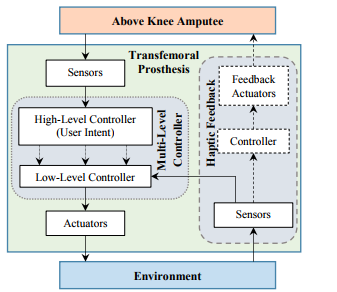 Above Knee Amputee
Transfemoral
Prosthesis
Sensors
High-Level Controller
(User Intent)
Low-Level Controller
Multi-Level
Controller
Actuators
Haptic Feedback
Feedback
Actuators
Controller
Sensors
Environment